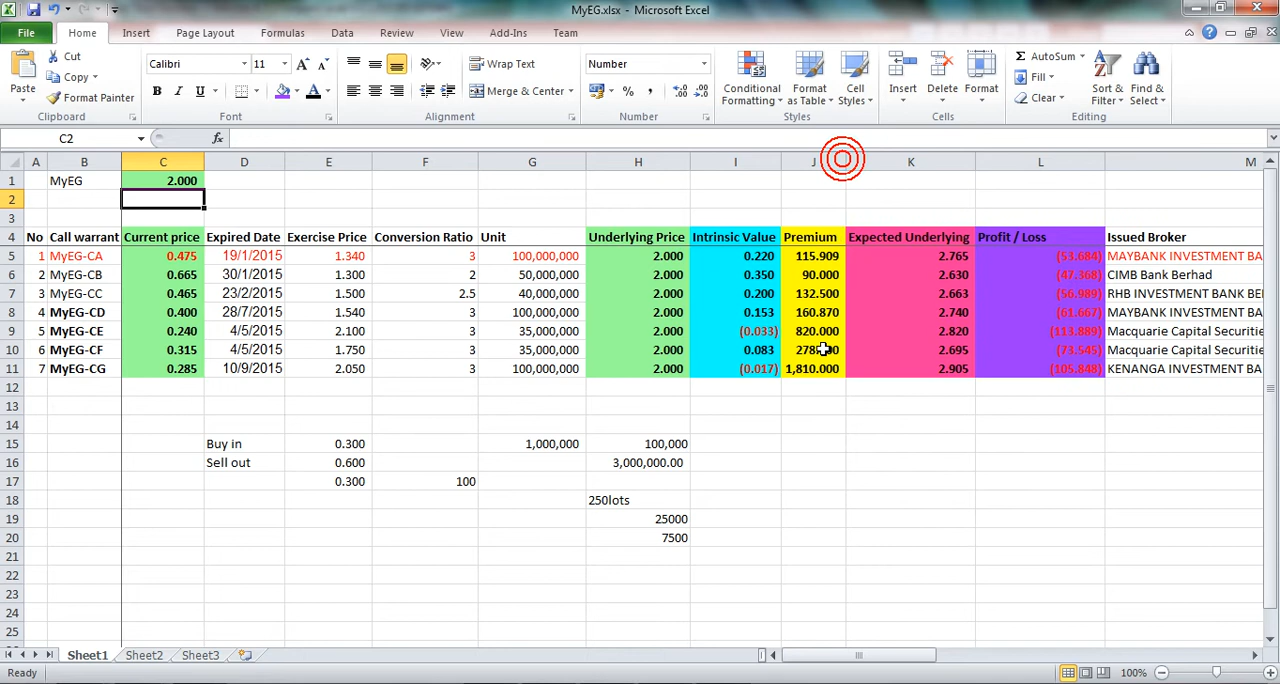 MyEG.xlsx - Microsoft Excel
File Home Insert Page Layout Formulas Data Review View Add-Ins Team
Cut Calibri 11 Wrap Text Number AutoSum
Paste Copy Merge & Center Conditional Formatting Format as Table Cell Styles Insert Delete Format Fill Sort & Filter Find & Select
Format Painter Clear
Clipboard Font Alignment Number Styles Cells Editing
C2 fx
A B C D E F G H I J K L M
1 MyEG 2.000
2
3
4 No Call warrant Current price Expired Date Exercise Price Conversion Ratio Unit Underlying Price Intrinsic Value Premium Expected Underlying Profit / Loss Issued Broker
5 1 MyEG-CA 0.475 19/1/2015 1.340 3 100,000,000 2.000 0.220 115.909 2.765 (53.684) MAYBANK INVESTMENT BA
6 2 MyEG-CB 0.665 30/1/2015 1.300 2 50,000,000 2.000 0.350 90.000 2.630 (47.368) CIMB Bank Berhad
7 3 MyEG-CC 0.465 23/2/2015 1.500 2.5 40,000,000 2.000 0.200 132.500 2.663 (56.989) RHB INVESTMENT BANK BE
8 4 MyEG-CD 0.400 28/7/2015 1.540 3 100,000,000 2.000 0.153 160.870 2.740 (61.667) MAYBANK INVESTMENT BA
9 5 MyEG-CE 0.240 4/5/2015 2.100 3 35,000,000 2.000 (0.033) 820.000 2.820 (113.889) Macquarie Capital Securitie
10 6 MyEG-CF 0.315 4/5/2015 1.750 3 35,000,000 2.000 0.083 2.695 (73.545) Macquarie Capital Securitie
11 7 MyEG-CG 0.285 10/9/2015 2.050 3 100,000,000 2.000 (0.017) 1,810.000 2.905 (105.848) KENANGA INVESTMENT BA
12
13
14
15 Buy in 0.300 1,000,000 100,000
16 Sell out 0.600 3,000,000.00
17 0.300 100
18 250lots
19 25000
20 7500
21
22
23
24
25
Sheet1 Sheet2 Sheet3
Ready 100%